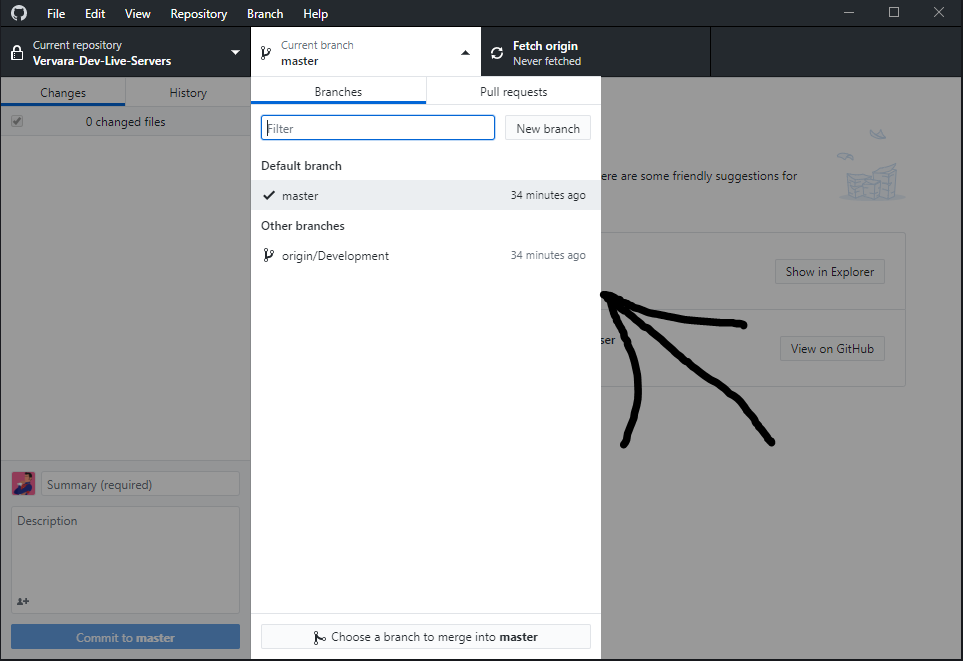 File Edit View Repository Branch Help
Current repository
Vervara-Dev-Live-Servers
Current branch
master
Fetch origin
Never fetched
Changes History
0 changed files
Branches Pull requests
Filter New branch
Default branch
master 34 minutes ago
Other branches
origin/Development 34 minutes ago
ere are some friendly suggestions for
Show in Explorer
ser
View on GitHub
Summary (required)
Description
Commit to master
Choose a branch to merge into master